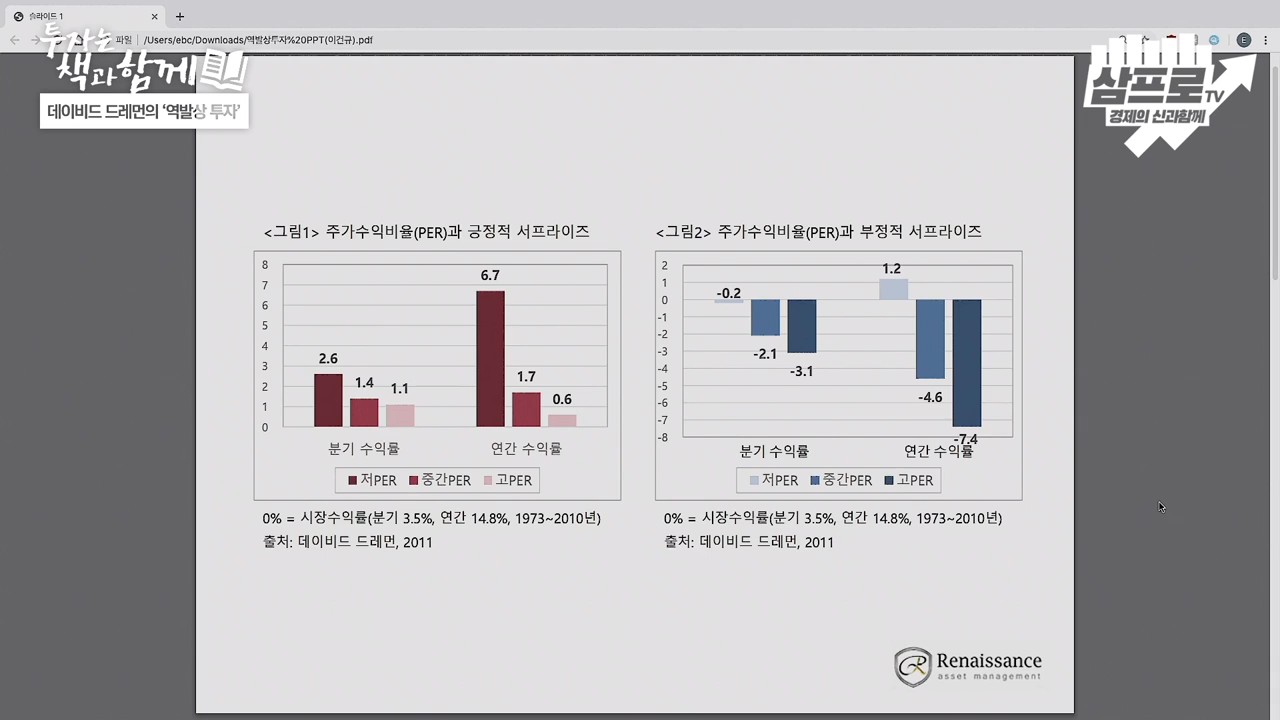 슬라이드 1
파일
/Users/ebc/Downloads/역발상투자%20PPT(이건규).pdf
E
투자는
책과함께
데이비드 드레먼의 ‘역발상 투자’
삼프로TV
경제의 신과함께
<그림1> 주가수익비율(PER)과 긍정적 서프라이즈
8
7
6
5
4
3
2
1
0
2.6
1.4
1.1
6.7
1.7
0.6
분기 수익률
연간 수익률
저PER 중간PER 고PER
0% = 시장수익률(분기 3.5%, 연간 14.8%, 1973~2010년)
출처: 데이비드 드레먼, 2011
<그림2> 주가수익비율(PER)과 부정적 서프라이즈
2
1
0
-1
-2
-3
-4
-5
-6
-7
-8
-0.2
-2.1
-3.1
1.2
-4.6
-7.4
분기 수익률
연간 수익률
저PER 중간PER 고PER
0% = 시장수익률(분기 3.5%, 연간 14.8%, 1973~2010년)
출처: 데이비드 드레먼, 2011
Renaissance
asset management